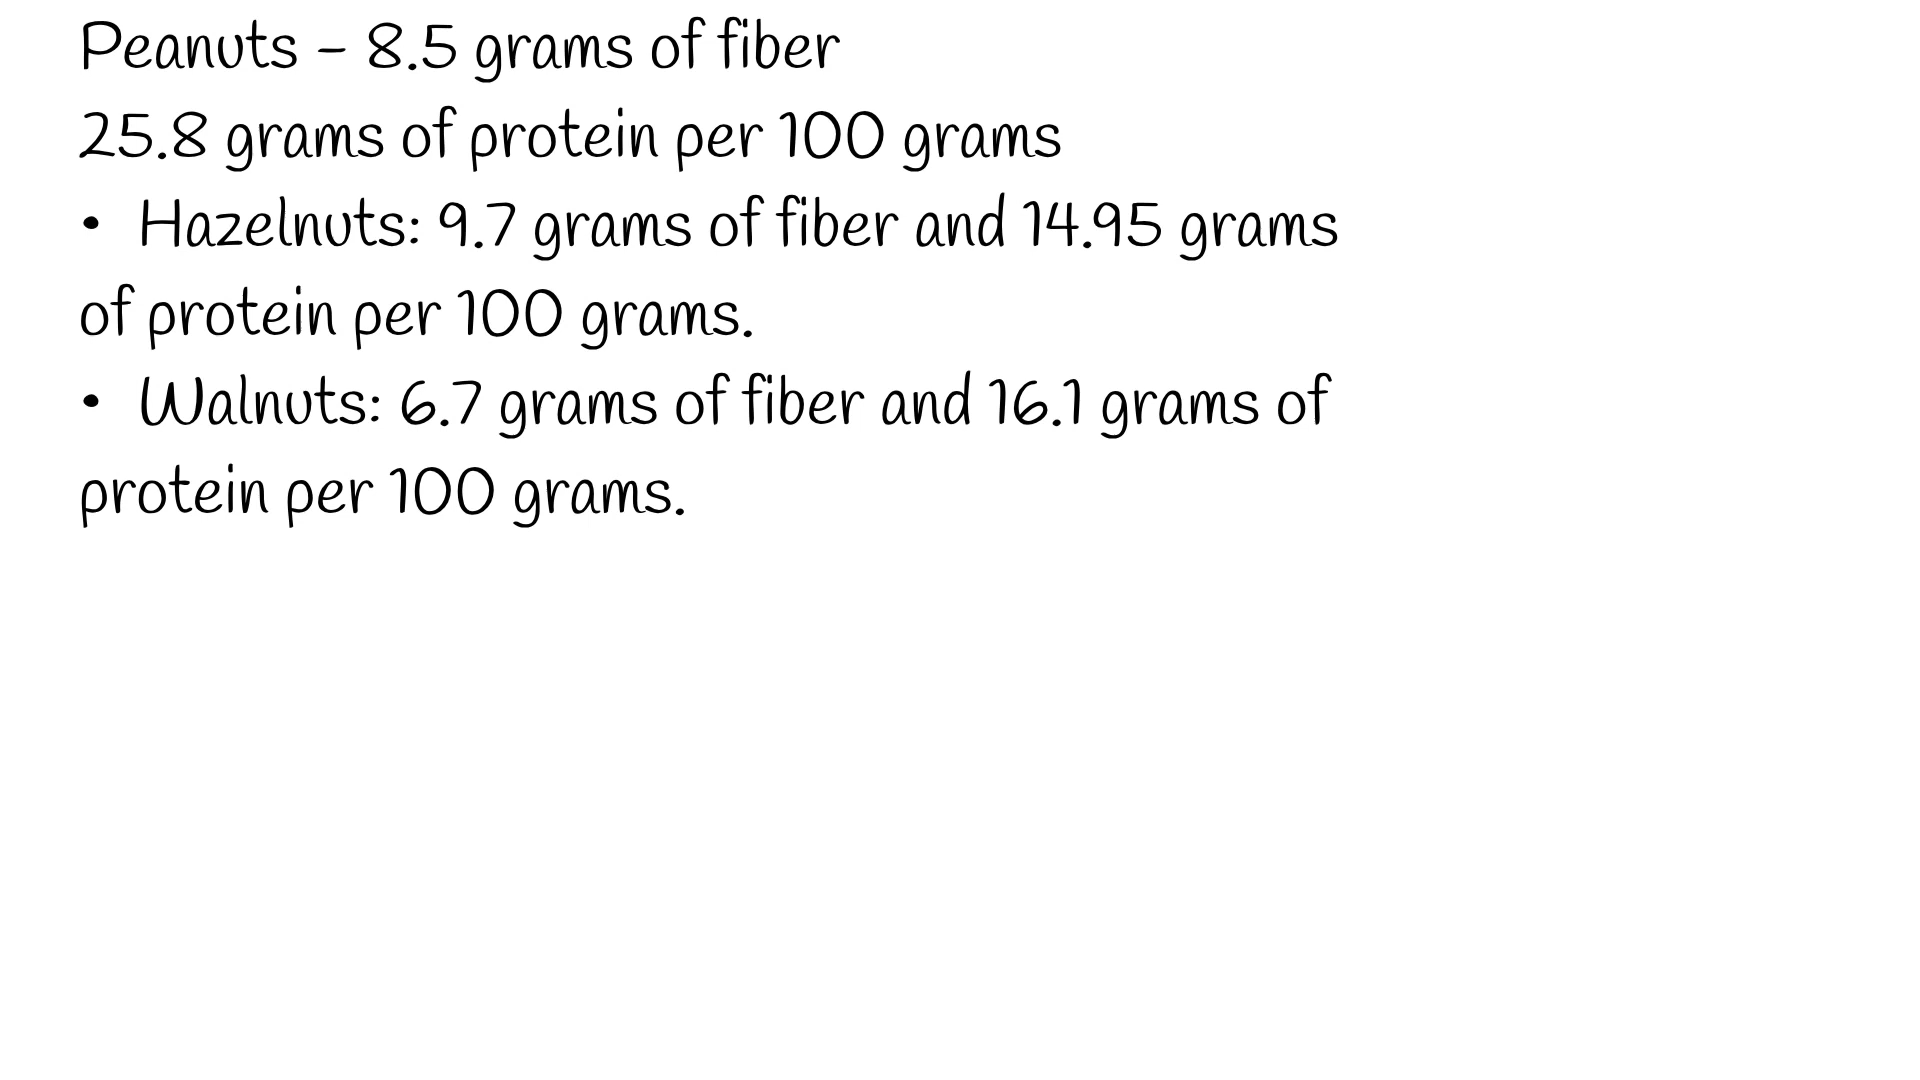 Peanuts – 8.5 grams of fiber
25.8 grams of protein per 100 grams
• Hazelnuts: 9.7 grams of fiber and 14.95 grams
of protein per 100 grams.
• Walnuts: 6.7 grams of fiber and 16.1 grams of
protein per 100 grams.